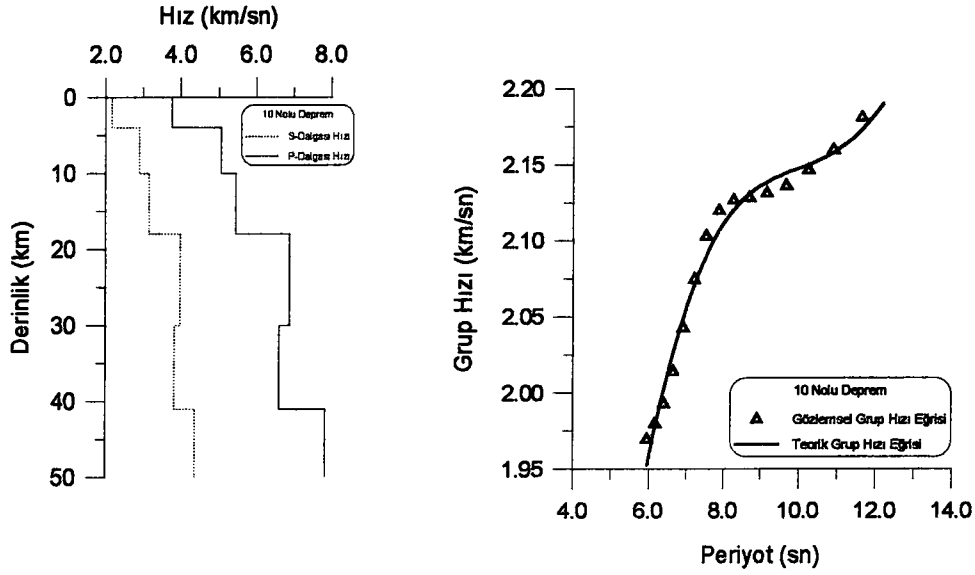 Hız (km/sn)
2.0 4.0 6.0 8.0
0
10
20
30
40
50
Derinlik (km)
10 Nolu Deprem
S-Dalgası Hızı
P-Dalgası Hızı
2.20
2.15
2.10
2.05
2.00
1.95
Grup Hızı (km/sn)
10 Nolu Deprem
Gözlemsel Grup Hızı Eğrisi
Teorik Grup Hızı Eğrisi
4.0 6.0 8.0 10.0 12.0 14.0
Periyot (sn)